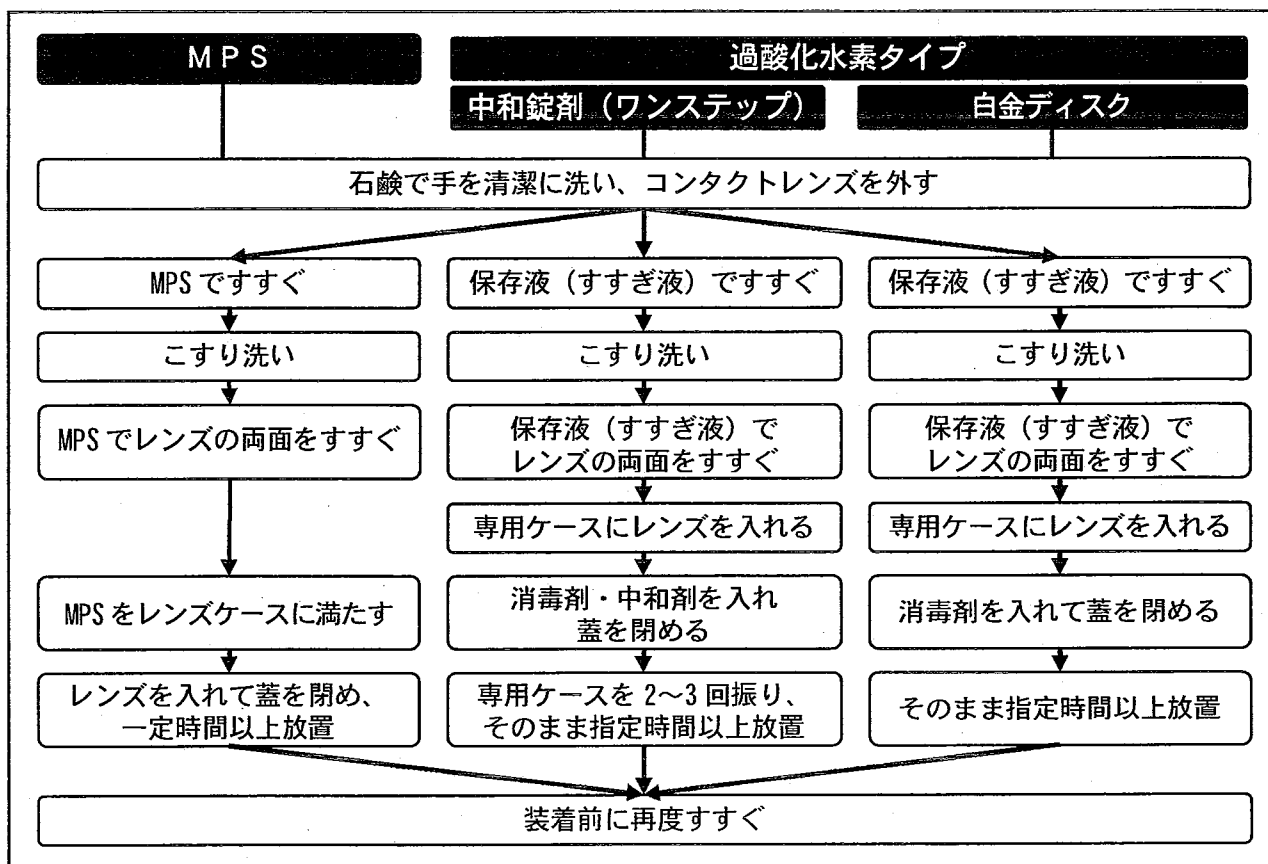 MPS
過酸化水素タイプ
中和錠剤（ワンステップ）
白金ディスク
石鹸で手を清潔に洗い、コンタクトレンズを外す
MPSですすぐ
保存液（すすぎ液）ですすぐ
保存液（すすぎ液）ですすぐ
こすり洗い
こすり洗い
こすり洗い
MPSでレンズの両面をすすぐ
保存液（すすぎ液）で
レンズの両面をすすぐ
保存液（すすぎ液）で
レンズの両面をすすぐ
専用ケースにレンズを入れる
専用ケースにレンズを入れる
MPSをレンズケースに満たす
消毒剤・中和剤を入れ
蓋を閉める
消毒剤を入れて蓋を閉める
レンズを入れて蓋を閉め、
一定時間以上放置
専用ケースを2〜3回振り、
そのまま指定時間以上放置
そのまま指定時間以上放置
装着前に再度すすぐ